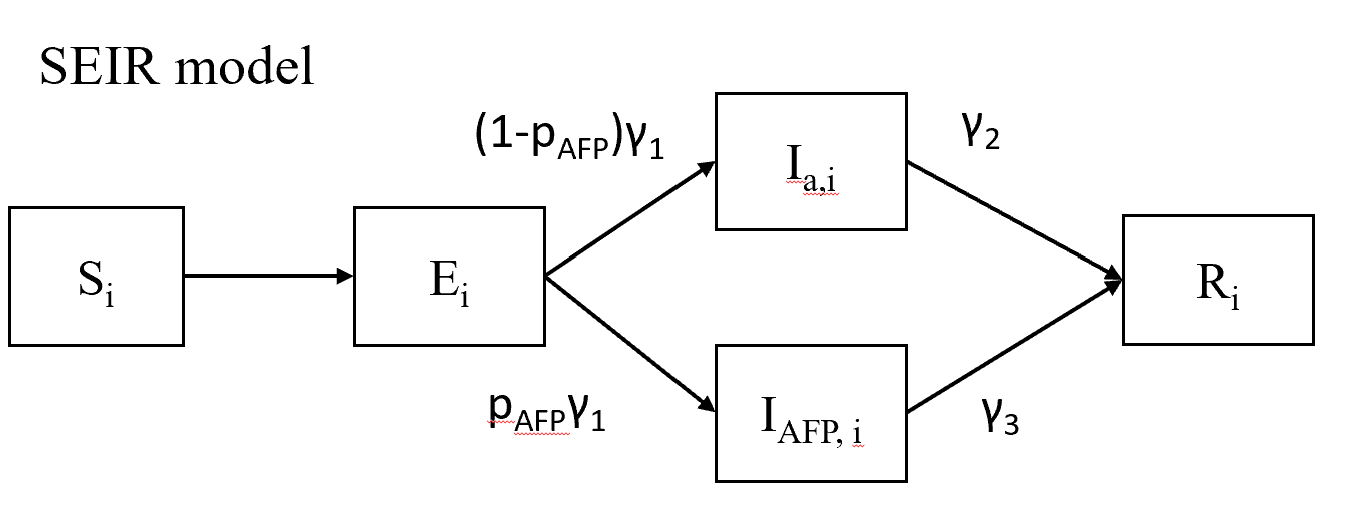 SEIR model
(1-pAFP)γ1
γ2
Ia,i
Si
Ei
Ri
pAFPγ1
IAFP, i
γ3